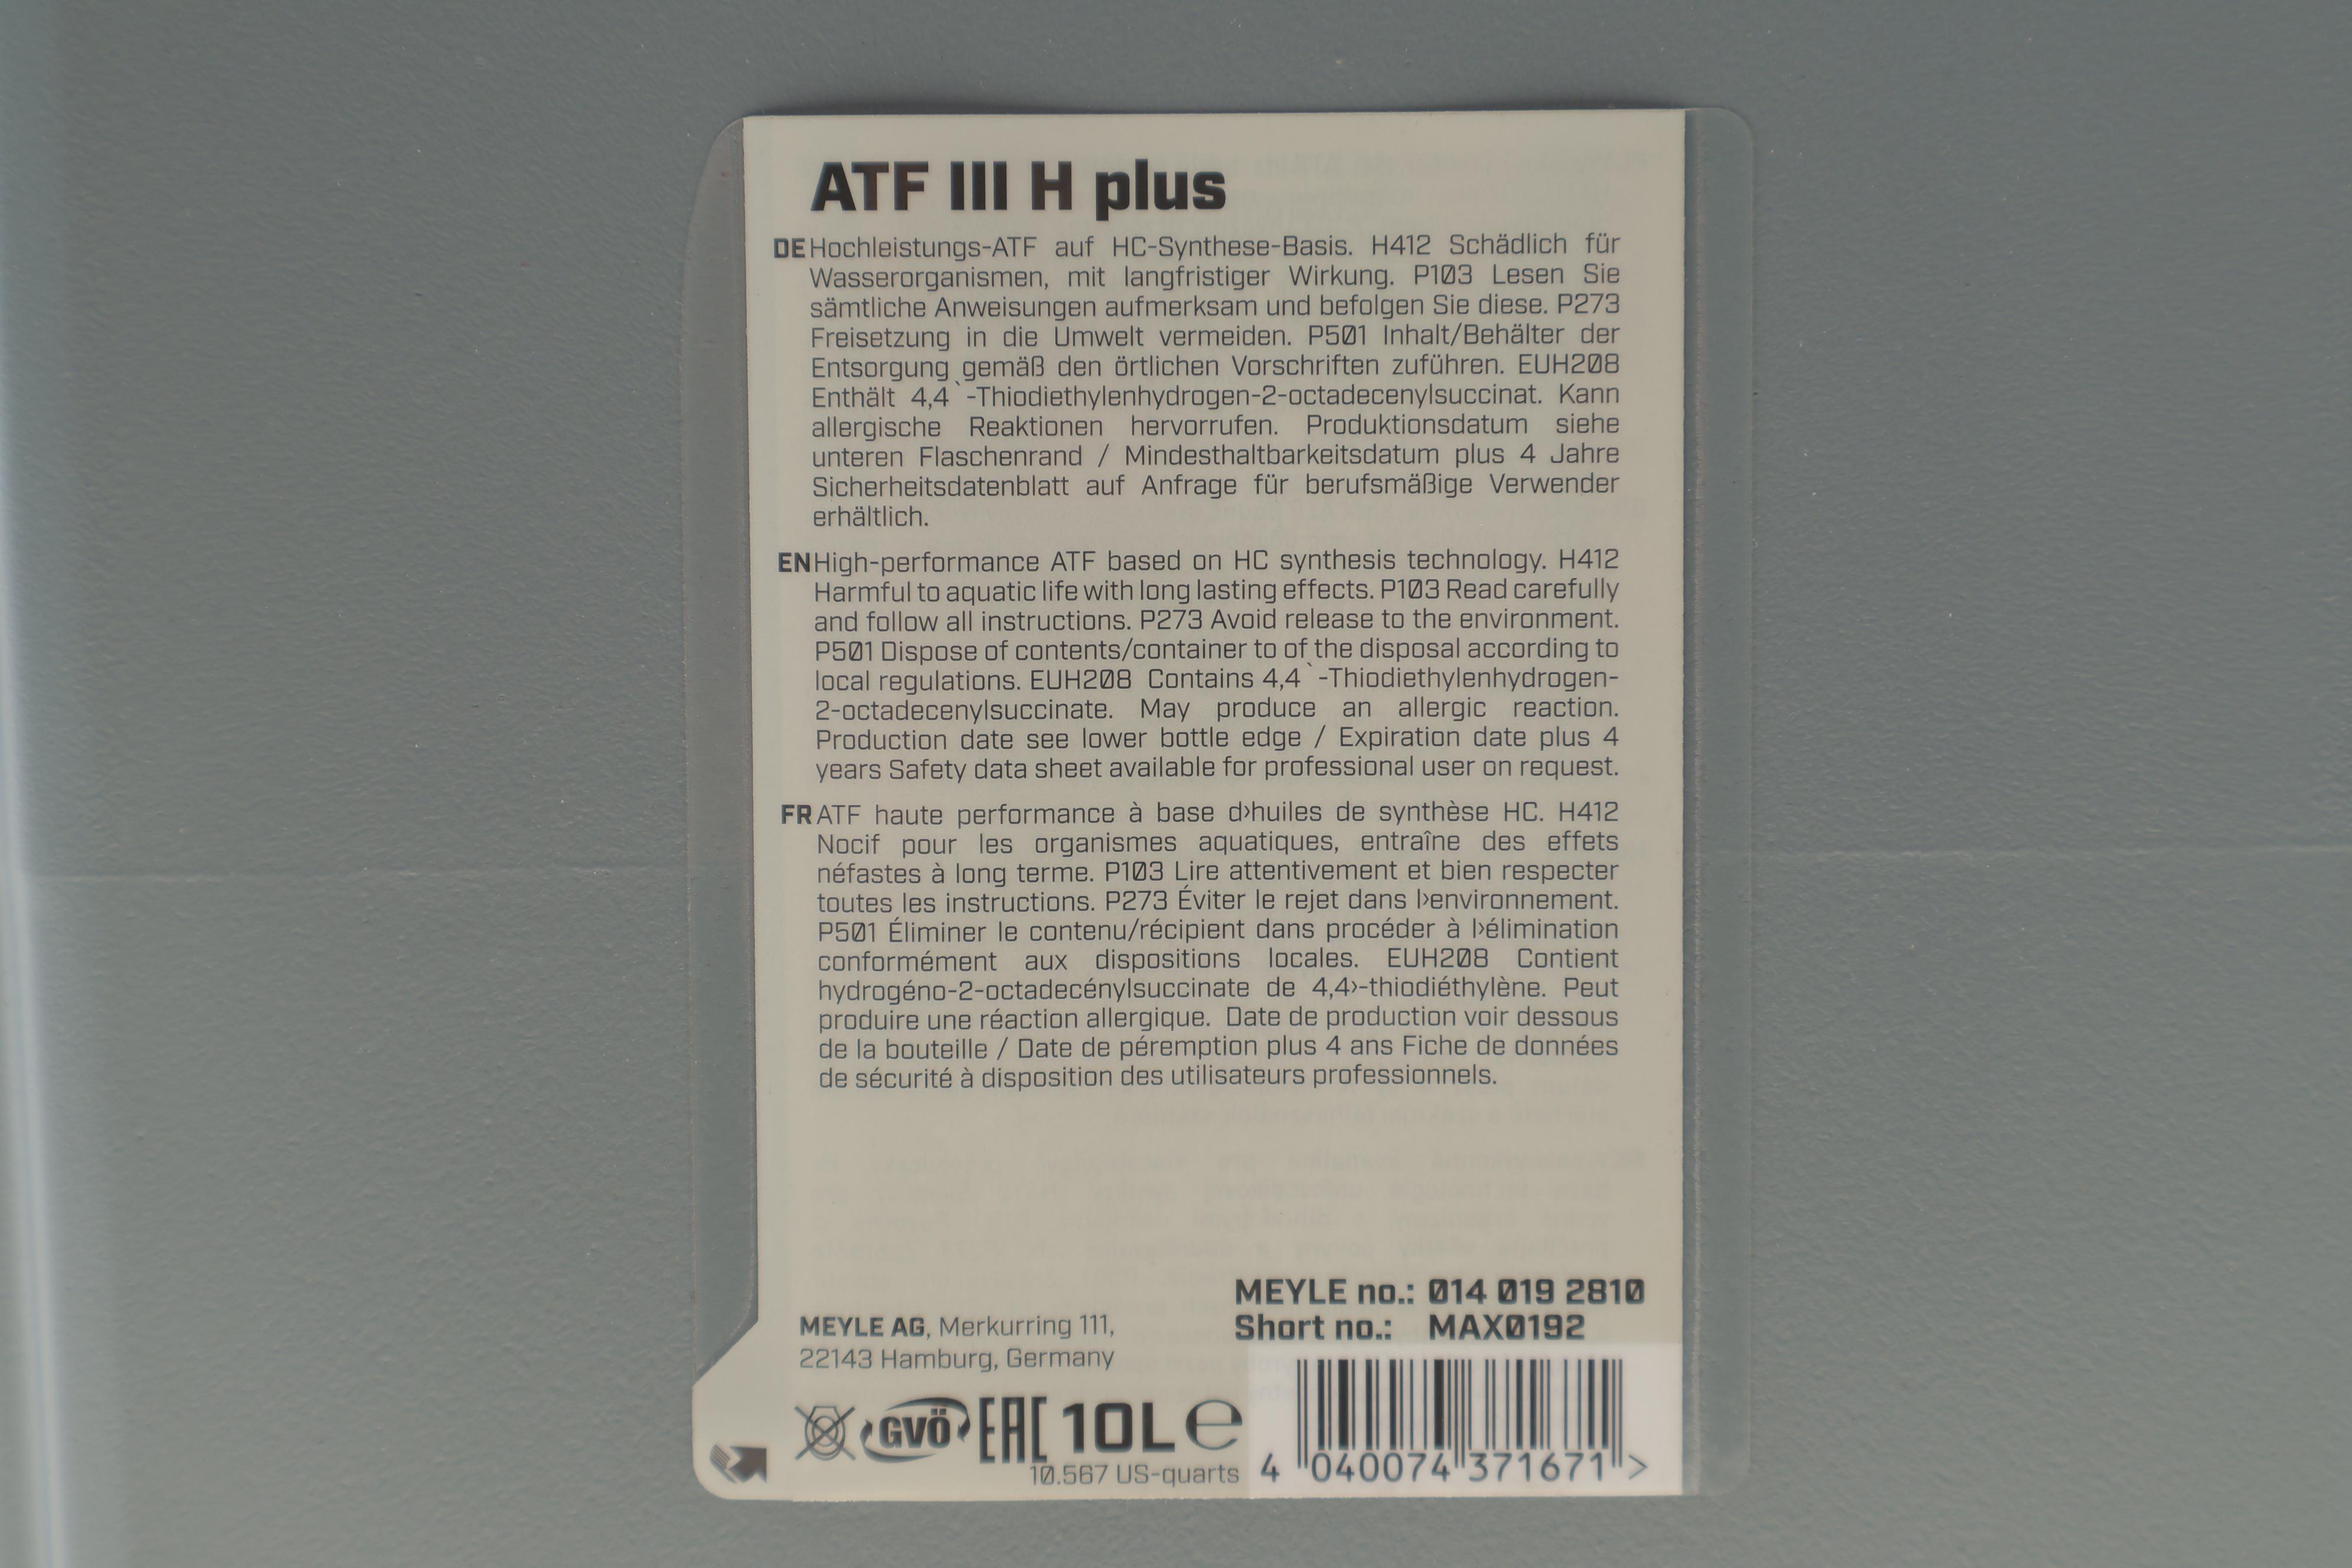 ATF III H plus
DE Hochleistungs-ATF auf HC-Synthese-Basis. H412 Schädlich für
Wasserorganismen, mit langfristiger Wirkung. P103 Lesen Sie
sämtliche Anweisungen aufmerksam und befolgen Sie diese. P273
Freisetzung in die Umwelt vermeiden. P501 Inhalt/Behälter der
Entsorgung gemäß den örtlichen Vorschriften zuführen. EUH208
Enthält 4,4`-Thiodiethylenhydrogen-2-octadecenylsuccinat. Kann
allergische Reaktionen hervorrufen. Produktionsdatum siehe
unteren Flaschenrand / Mindesthaltbarkeitsdatum plus 4 Jahre
Sicherheitsdatenblatt auf Anfrage für berufsmäßige Verwender
erhältlich.
EN High-performance ATF based on HC synthesis technology. H412
Harmful to aquatic life with long lasting effects. P103 Read carefully
and follow all instructions. P273 Avoid release to the environment.
P501 Dispose of contents/container to of the disposal according to
local regulations. EUH208 Contains 4,4`-Thiodiethylenhydrogen-
2-octadecenylsuccinate. May produce an allergic reaction.
Production date see lower bottle edge / Expiration date plus 4
years Safety data sheet available for professional user on request.
FR ATF haute performance à base d›huiles de synthèse HC. H412
Nocif pour les organismes aquatiques, entraîne des effets
néfastes à long terme. P103 Lire attentivement et bien respecter
toutes les instructions. P273 Éviter le rejet dans l›environnement.
P501 Éliminer le contenu/récipient dans procéder à l›élimination
conformément aux dispositions locales. EUH208 Contient
hydrogéno-2-octadecénylsuccinate de 4,4›-thiodiéthylène. Peut
produire une réaction allergique. Date de production voir dessous
de la bouteille / Date de péremption plus 4 ans Fiche de données
de sécurité à disposition des utilisateurs professionnels.
MEYLE no.: 014 019 2810
Short no.: MAX0192
MEYLE AG, Merkurring 111,
22143 Hamburg, Germany
GVÖ EAC 10L e
10.567 US-quarts
4 040074 371671 >